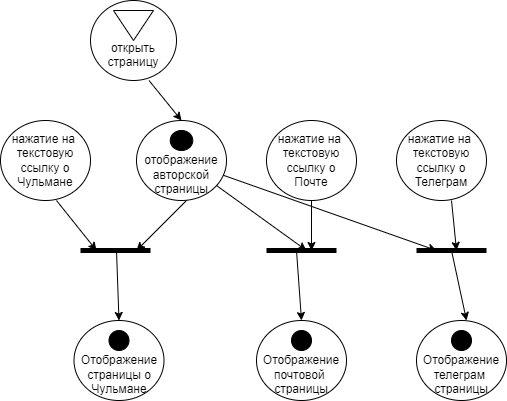 открыть
страницу
нажатие на
текстовую
ссылку о
Чульмане
отображение
авторской
страницы
нажатие на
текстовую
ссылку о
Почте
нажатие на
текстовую
ссылку о
Телеграм
Отображение
страницы о
Чульмане
Отображение
почтовой
страницы
Отображение
телеграм
страницы